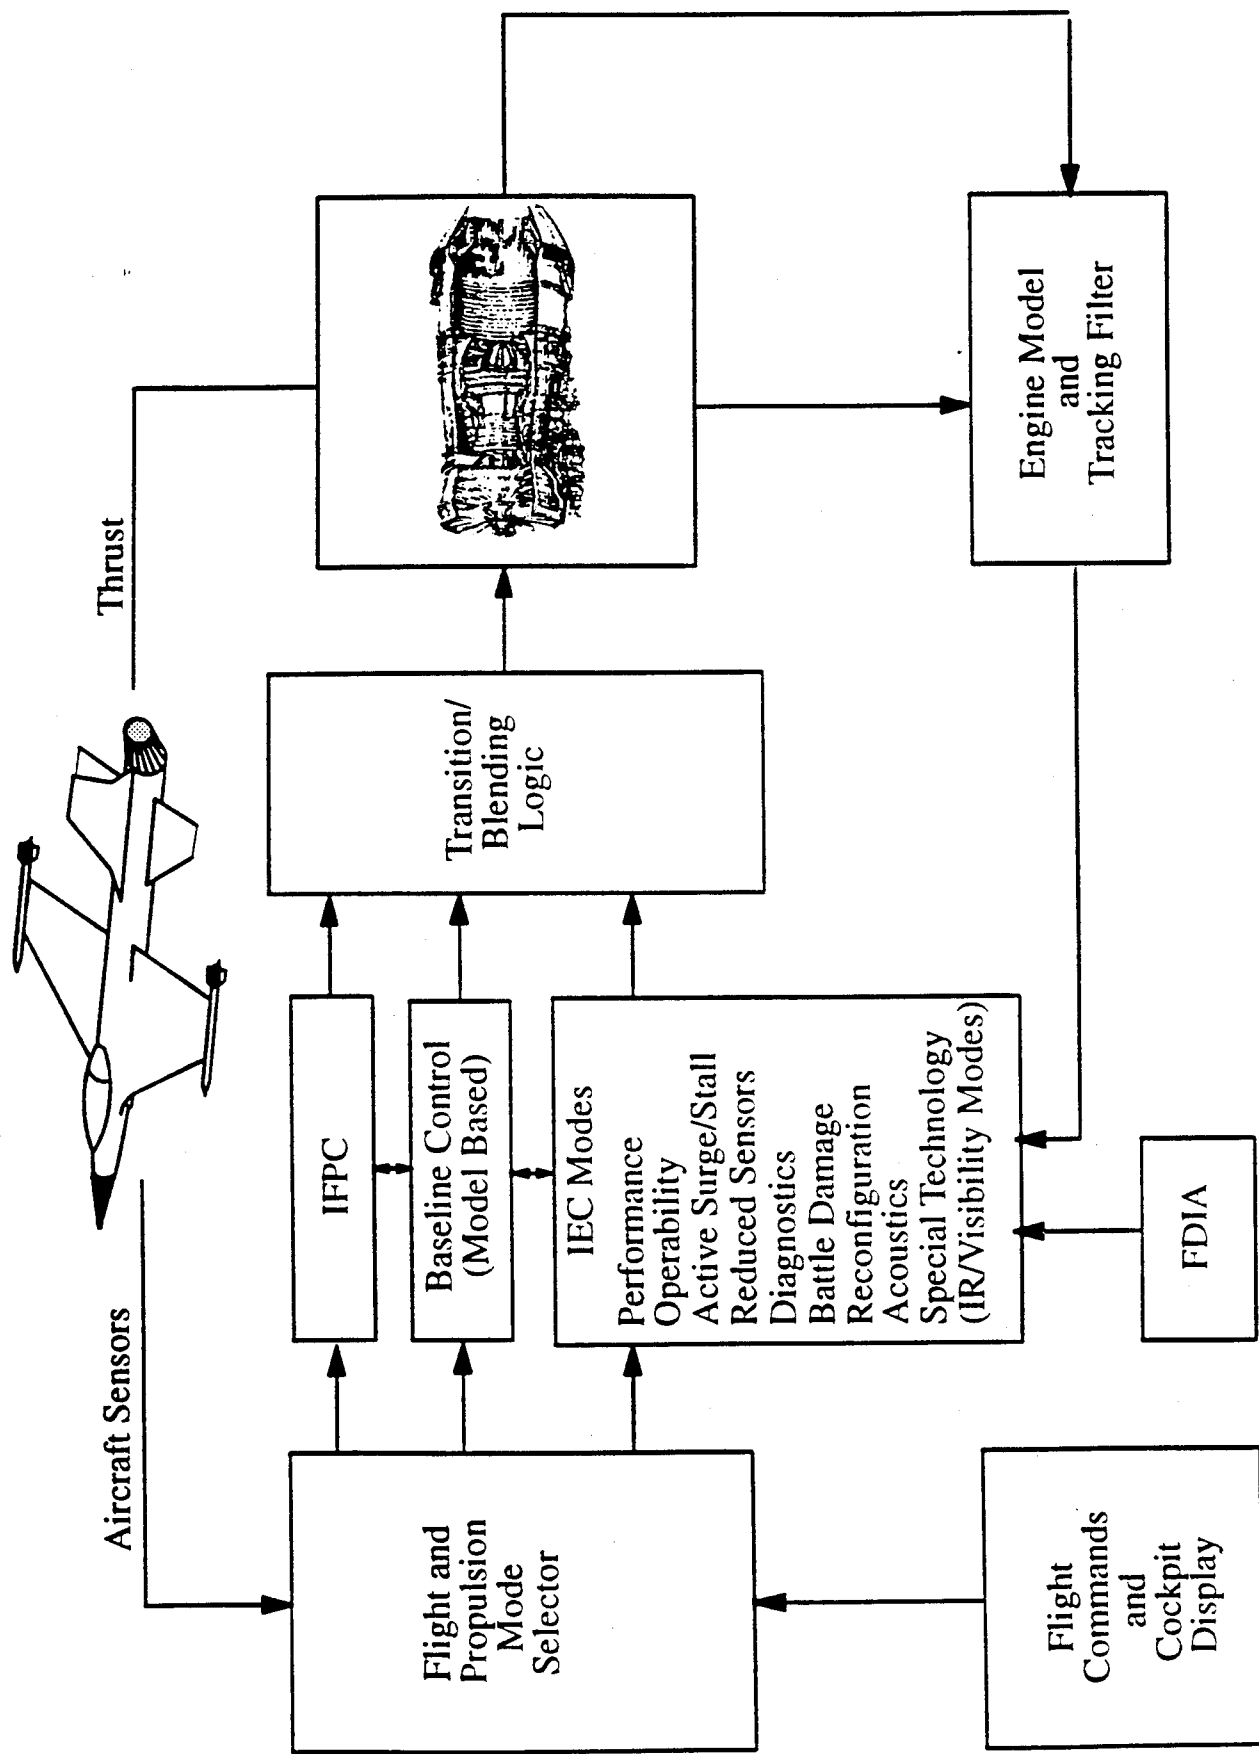 Aircraft Sensors
Thrust
Flight and
Propulsion
Mode
Selector
IFPC
Baseline Control
(Model Based)
IEC Modes
Performance
Operability
Active Surge/Stall
Reduced Sensors
Diagnostics
Battle Damage
Reconfiguration
Acoustics
Special Technology
(IR/Visibility Modes)
Transition/
Blending
Logic
Flight
Commands
and
Cockpit
Display
FDIA
Engine Model
and
Tracking Filter